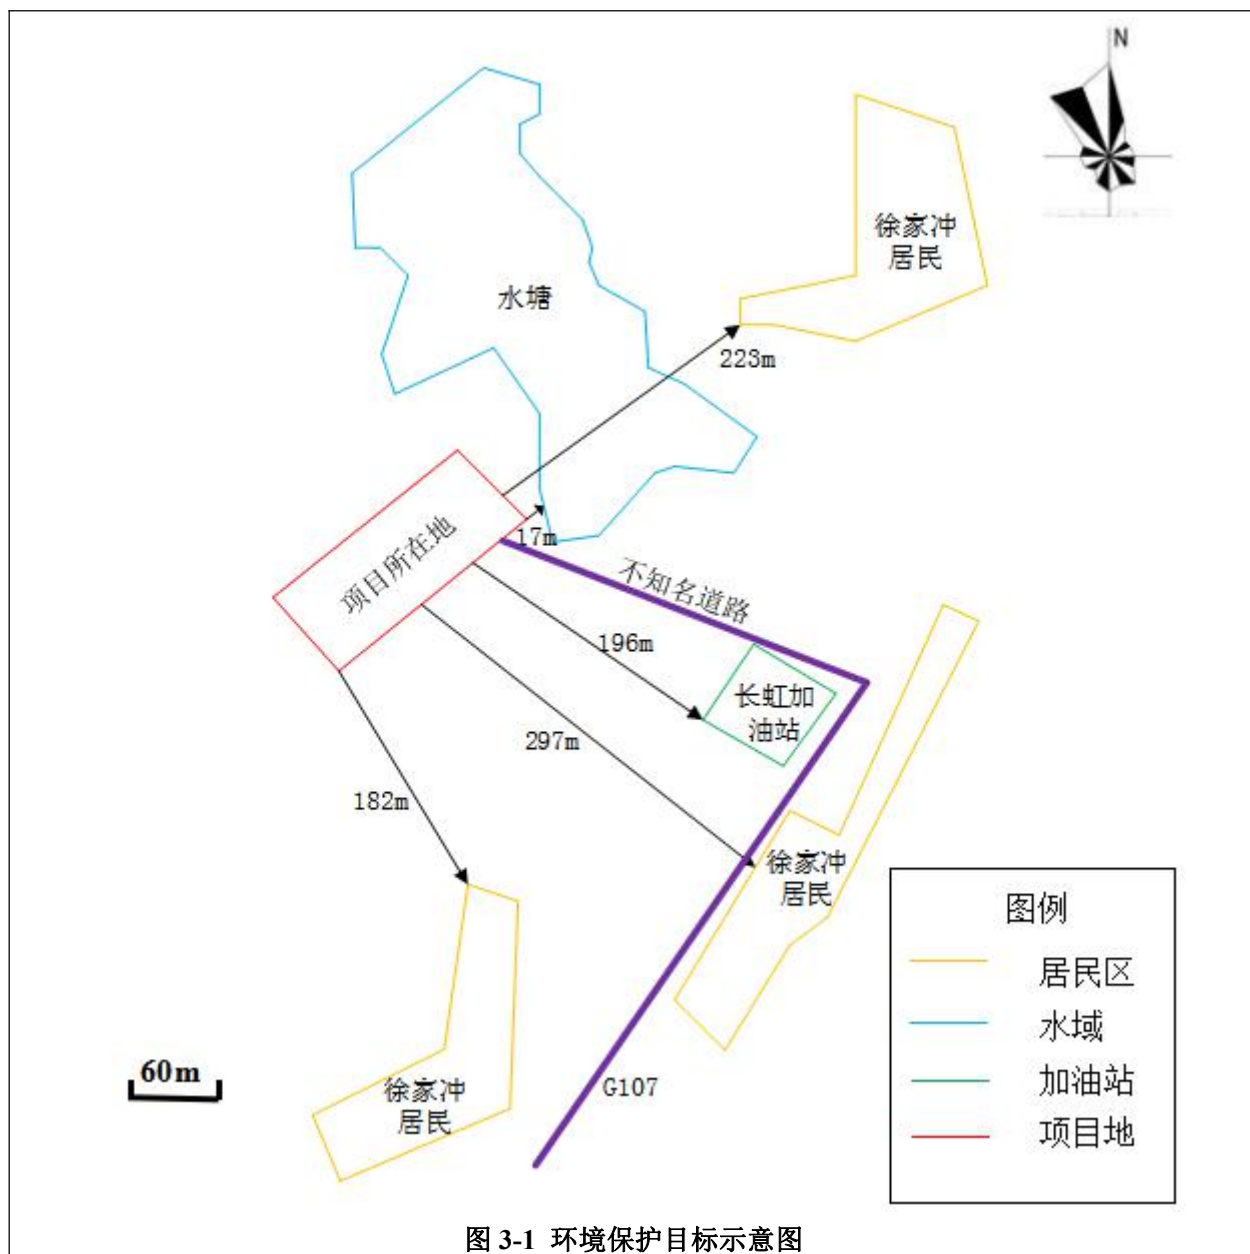 N
徐家冲
居民
水塘
223m
项目所在地
17m
不知名道路
196m
长虹加
油站
297m
182m
徐家冲
居民
图例
居民区
水域
加油站
项目地
60m
徐家冲
居民
G107
图 3-1 环境保护目标示意图